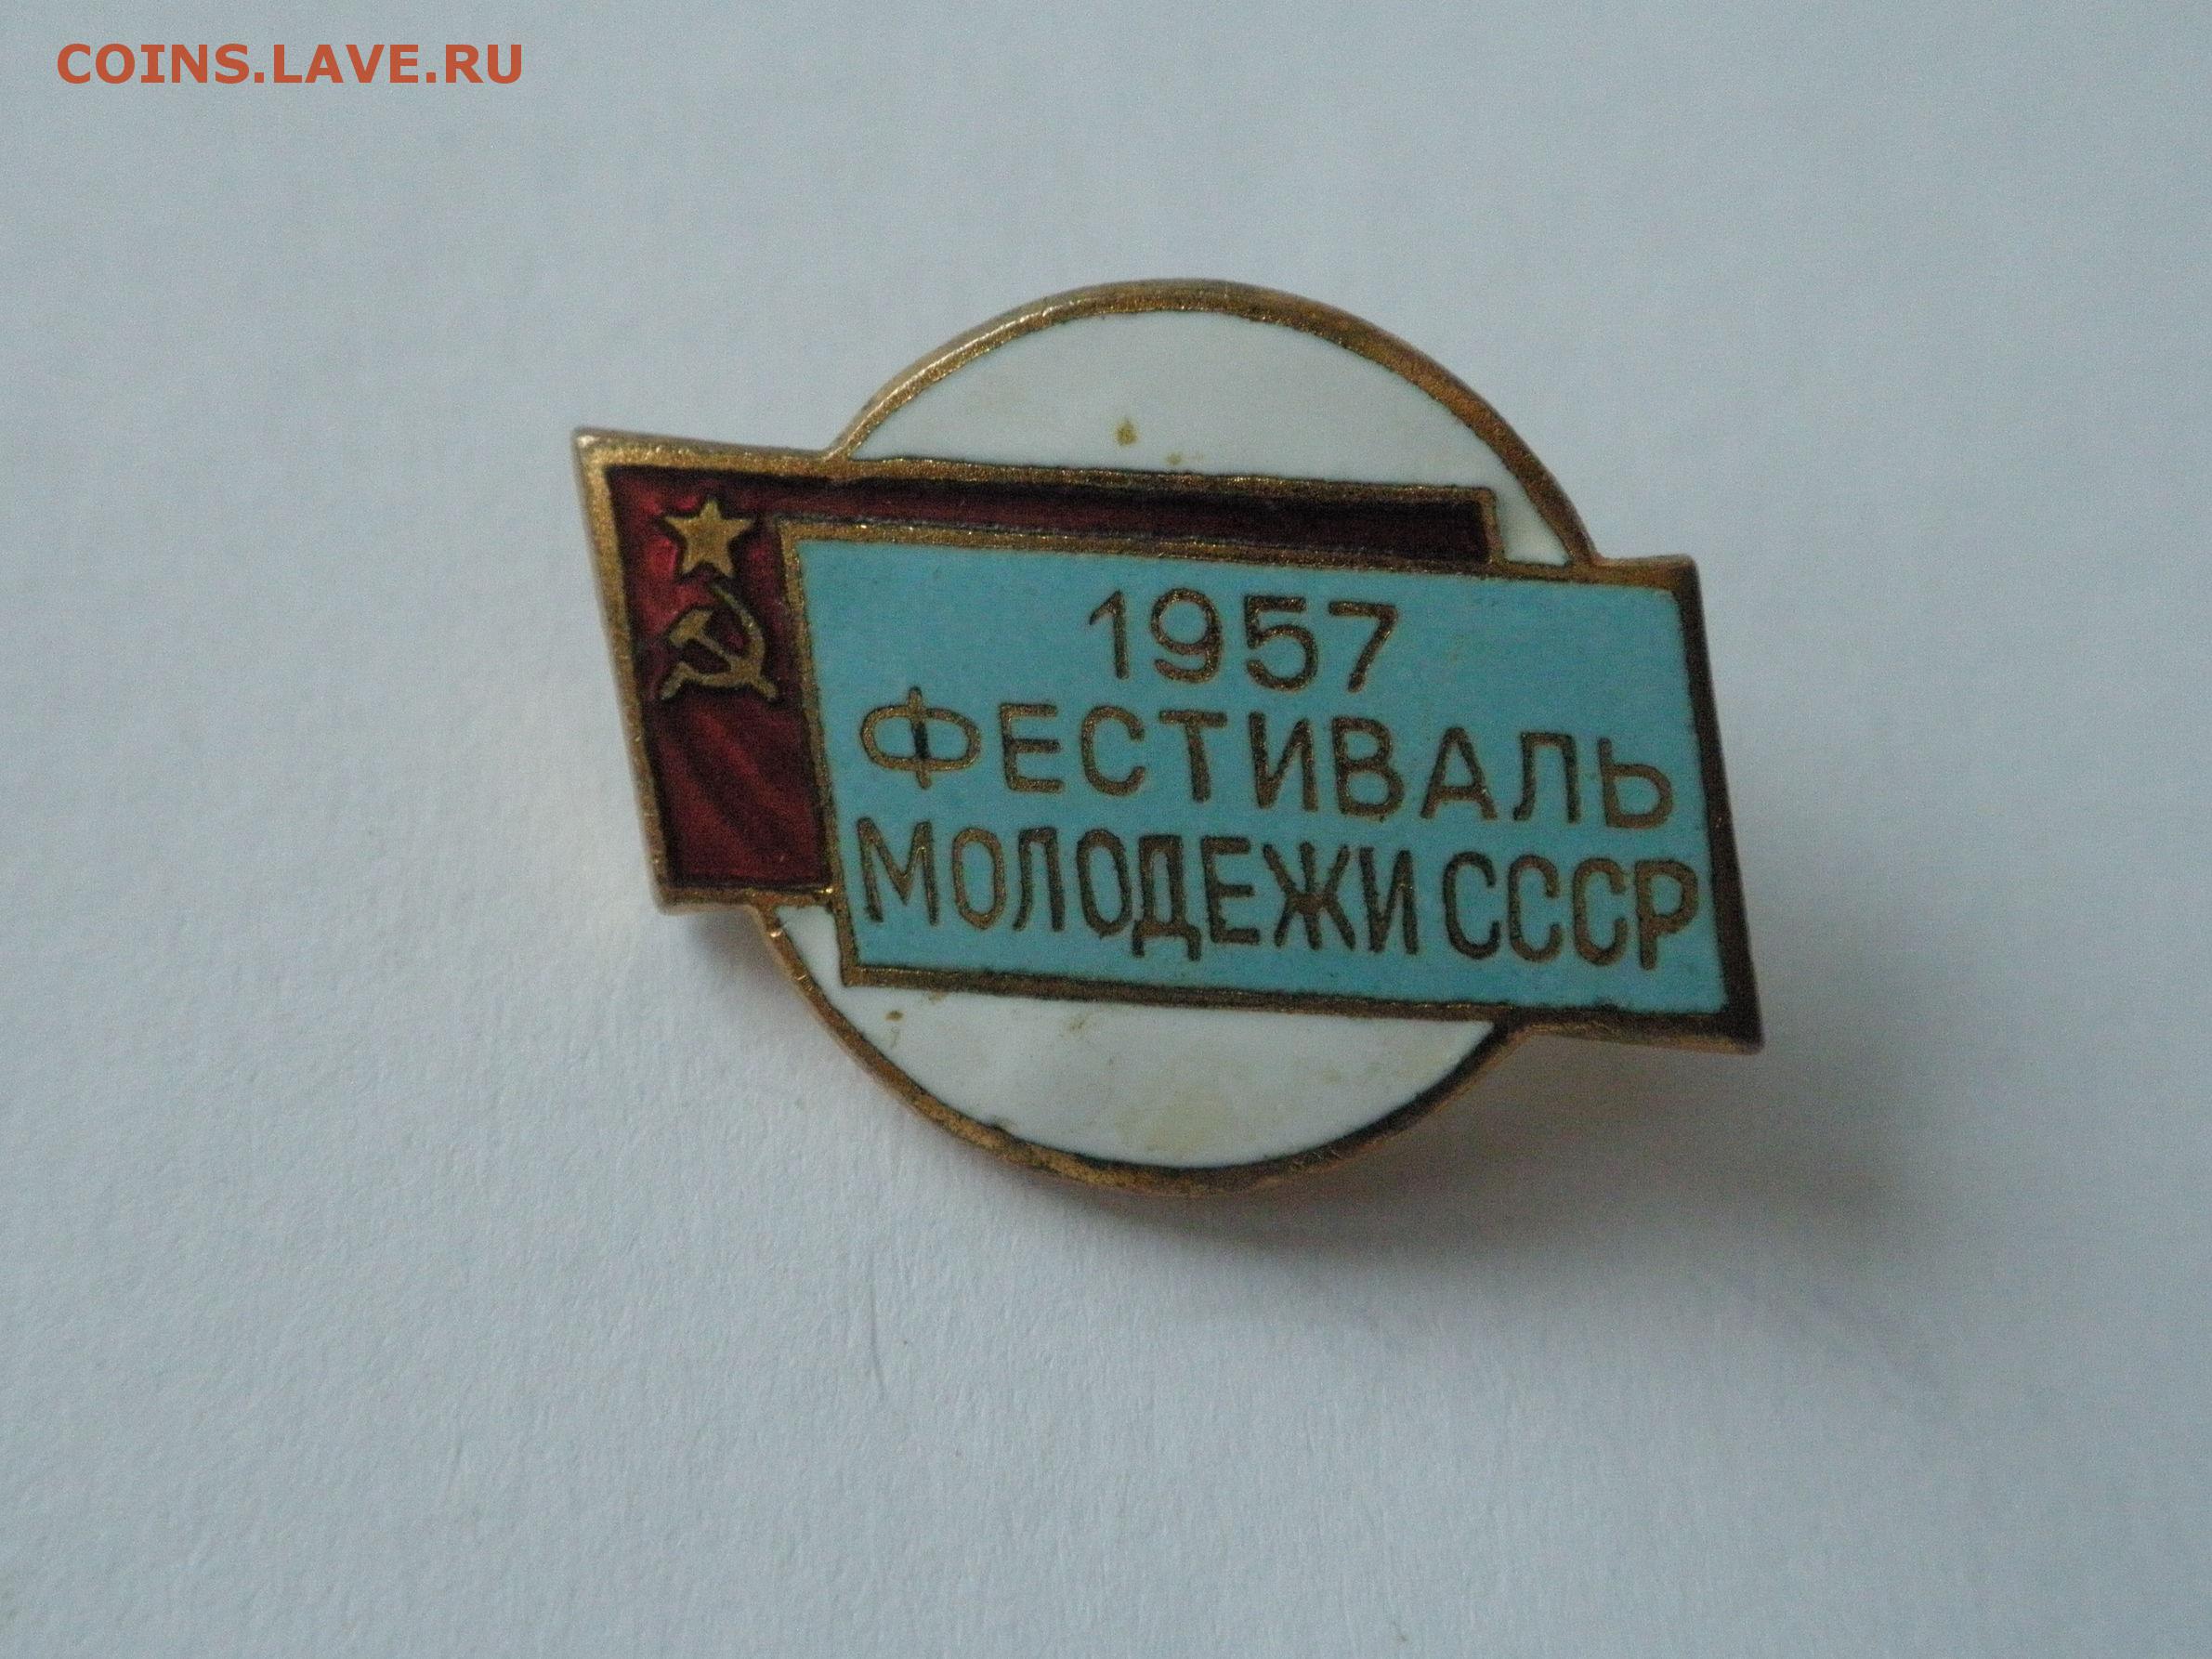 COINS.LAVE.RU
1957
ФЕСТИВАЛЬ
МОЛОДЕЖИ СССР